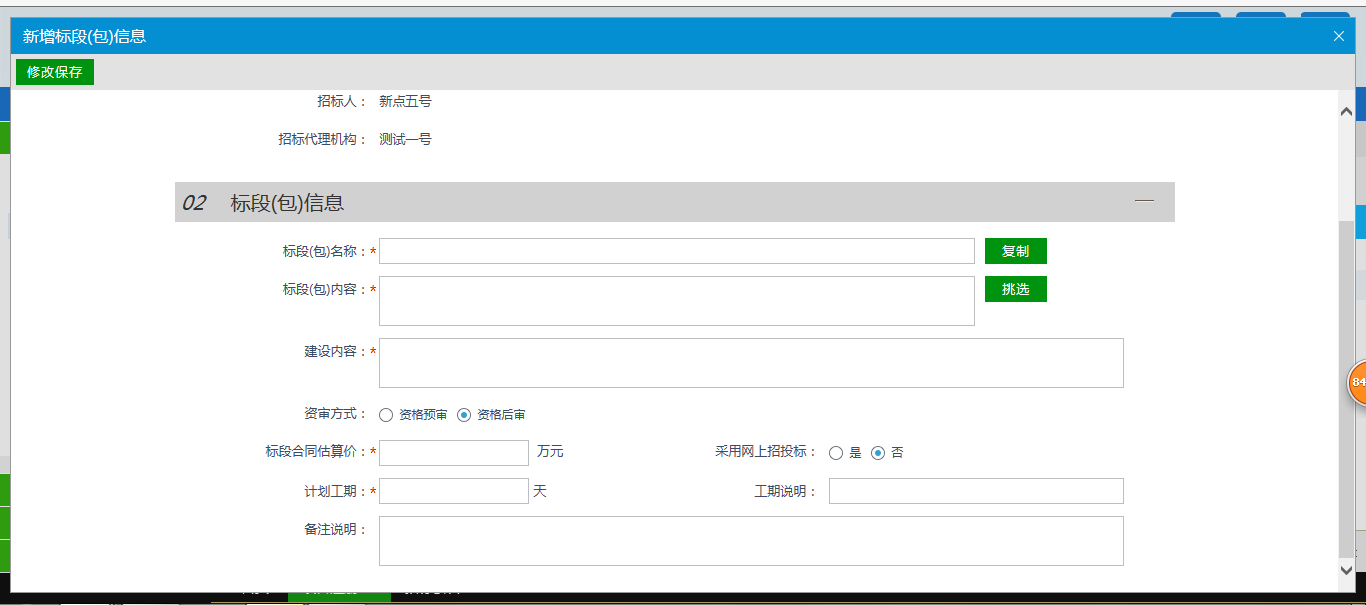 新增标段(包)信息
修改保存
招标人： 新点五号
招标代理机构： 测试一号
02 标段(包)信息
标段(包)名称：* 复制
标段(包)内容：* 挑选
建设内容：*
资审方式： 资格预审 资格后审
标段合同估算价：* 万元 采用网上招投标： 是 否
计划工期：* 天 工期说明：
备注说明：
84